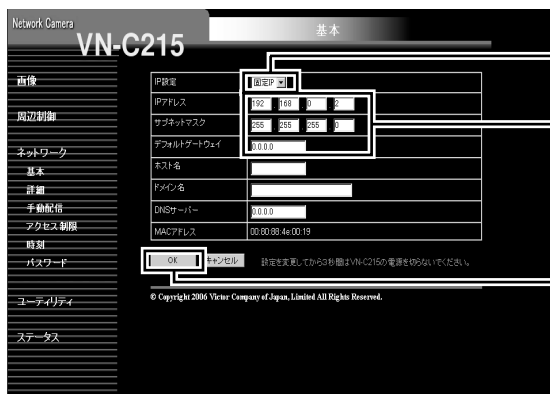 Network Camera
VN-C215
基本
画像
周辺制御
ネットワーク
基本
詳細
手動配信
アクセス制限
時刻
パスワード
ユーティリティ
ステータス
IP設定 固定IP
IPアドレス 192 . 168 . 0 . 2
サブネットマスク 255 . 255 . 255 . 0
デフォルトゲートウェイ 0.0.0.0
ホスト名
ドメイン名
DNSサーバー 0.0.0.0
MACアドレス 00:80:88:4e:00:19
OK キャンセル 設定を変更してから3秒間はVN-C215の電源を切らないでください。
© Copyright 2006 Victor Company of Japan, Limited All Rights Reserved.